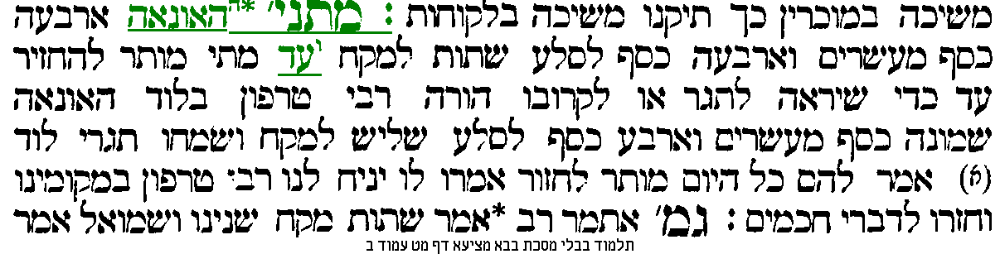 משיכה במוכרין כך תיקנו משיכה בלקוחות : מתני׳ *ה האונאה ארבעה
כסף מעשרים וארבעה כסף לסלע שתות למקח ועד מתי מותר להחזיר
עד כדי שיראה לתגר או לקרובו הורה רבי טרפון בלוד האונאה
שמונה כסף מעשרים וארבע כסף לסלע שליש למקח ושמחו תגרי לוד
(א) אמר להם כל היום מותר לחזור אמרו לו יניח לנו רבי טרפון במקומינו
וחזרו לדברי חכמים : גמ׳ אתמר רב *אמר שתות מקח שנינו ושמואל אמר
תלמוד בבלי מסכת בבא מציעא דף מט עמוד ב